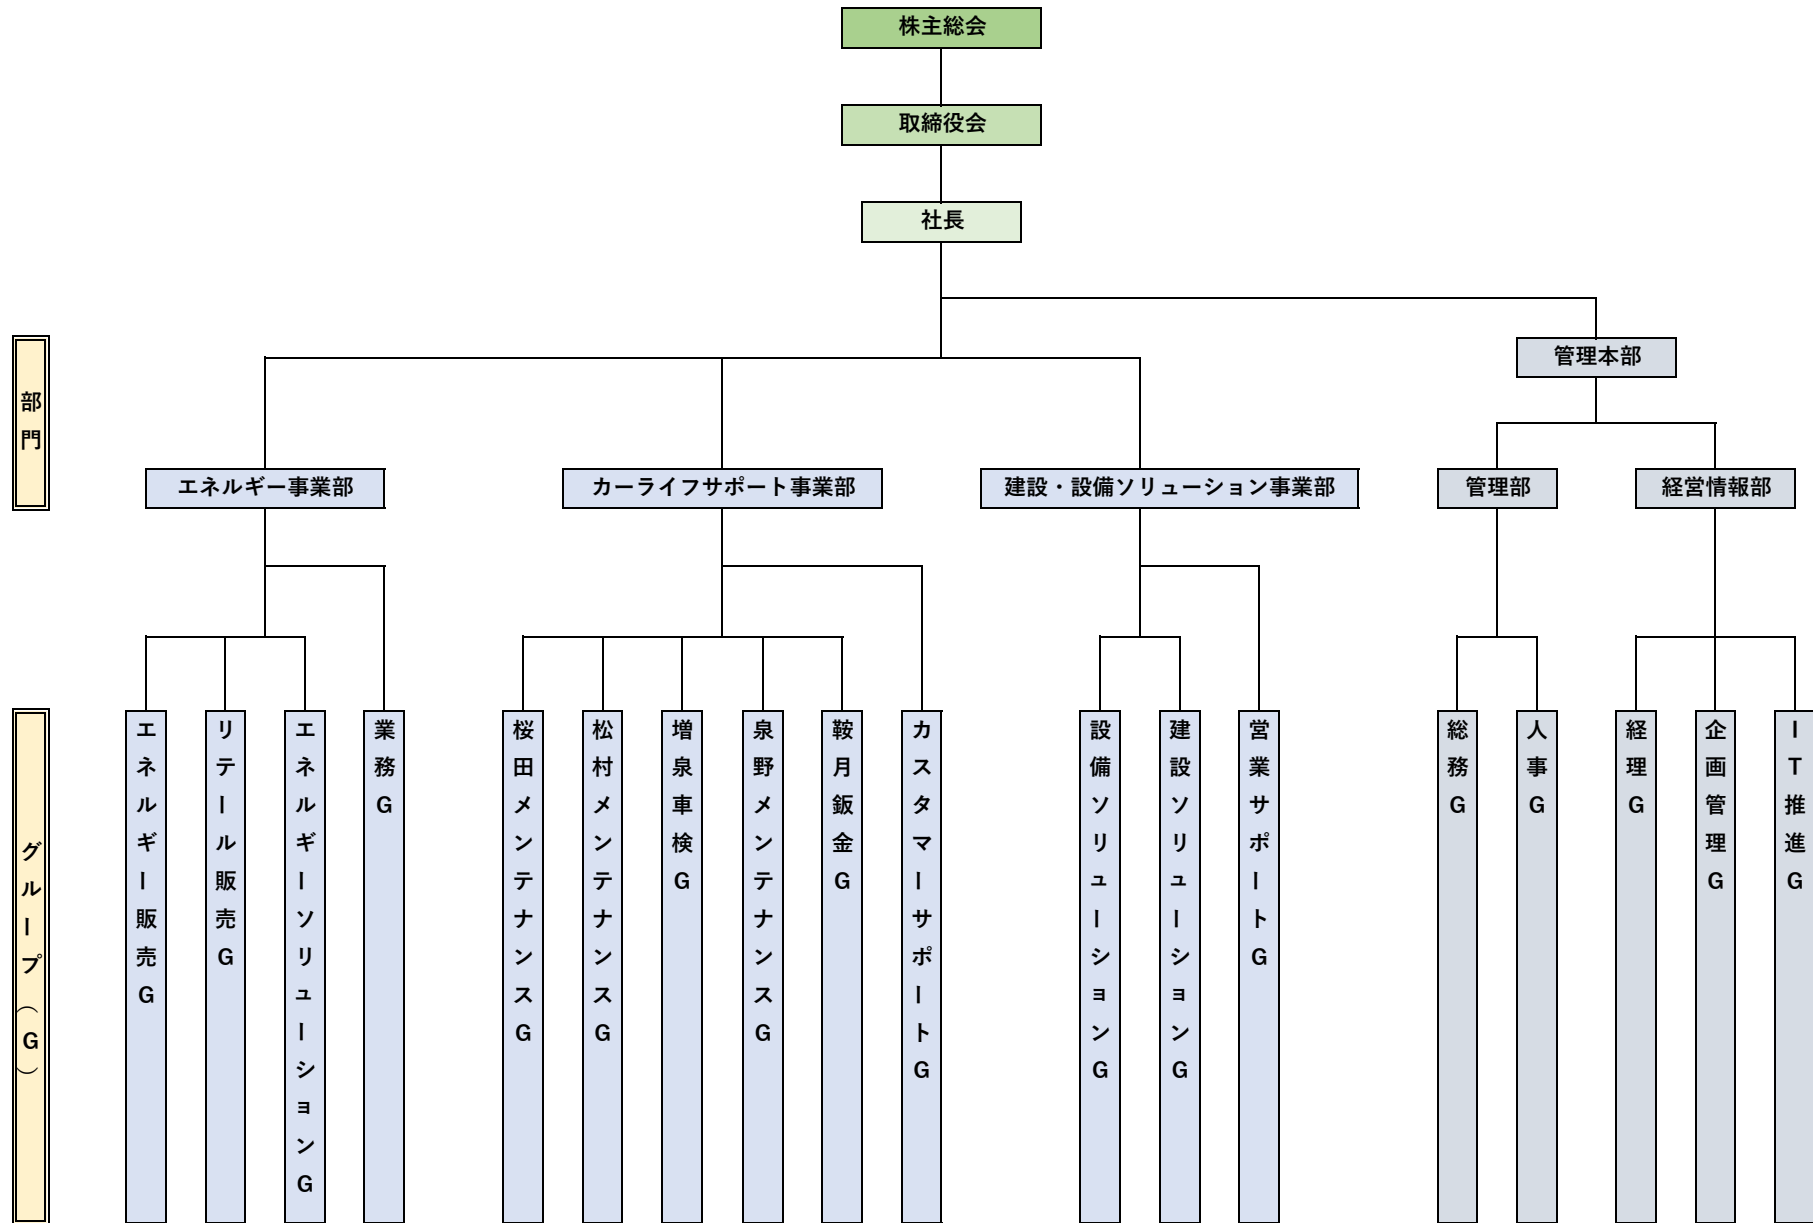 株主総会
取締役会
社長
部門
管理本部
エネルギー事業部
カーライフサポート事業部
建設・設備ソリューション事業部
管理部
経営情報部
グループ（G）
エネルギー販売G
リテール販売G
エネルギーソリューションG
業務G
桜田メンテナンスG
松村メンテナンスG
増泉車検G
泉野メンテナンスG
鞍月鈑金G
カスタマーサポートG
設備ソリューションG
建設ソリューションG
営業サポートG
総務G
人事G
経理G
企画管理G
IT推進G